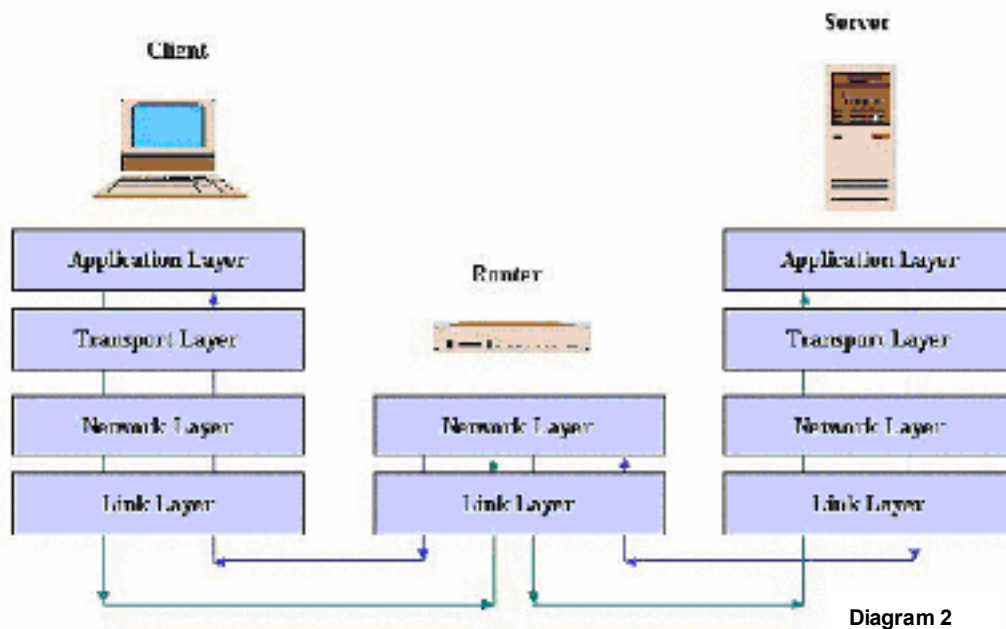 Client
Server
Router
Application Layer
Transport Layer
Network Layer
Link Layer
Network Layer
Link Layer
Application Layer
Transport Layer
Network Layer
Link Layer
Diagram 2